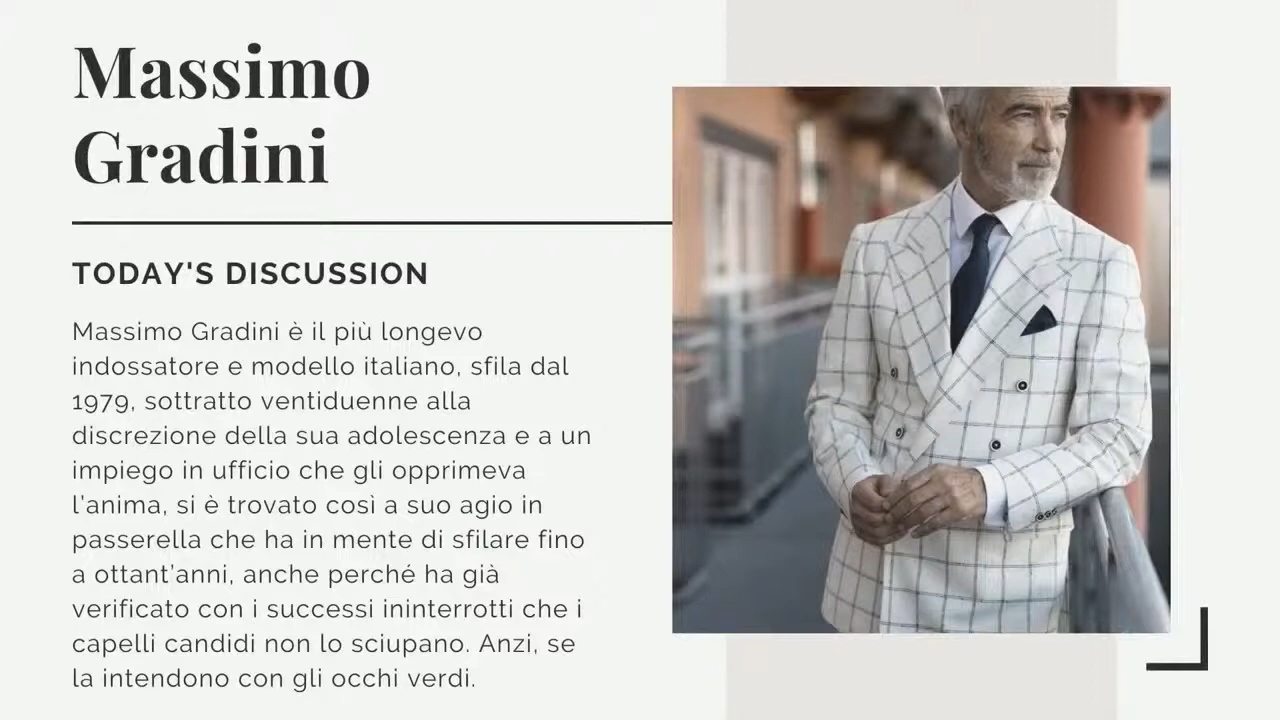 Massimo
Gradini
TODAY'S DISCUSSION
Massimo Gradini è il più longevo
indossatore e modello italiano, sfila dal
1979, sottratto ventiduenne alla
discrezione della sua adolescenza e a un
impiego in ufficio che gli opprimeva
l'anima, si è trovato così a suo agio in
passerella che ha in mente di sfilare fino
a ottant'anni, anche perché ha già
verificato con i successi ininterrotti che i
capelli candidi non lo sciupano. Anzi, se
la intendono con gli occhi verdi.